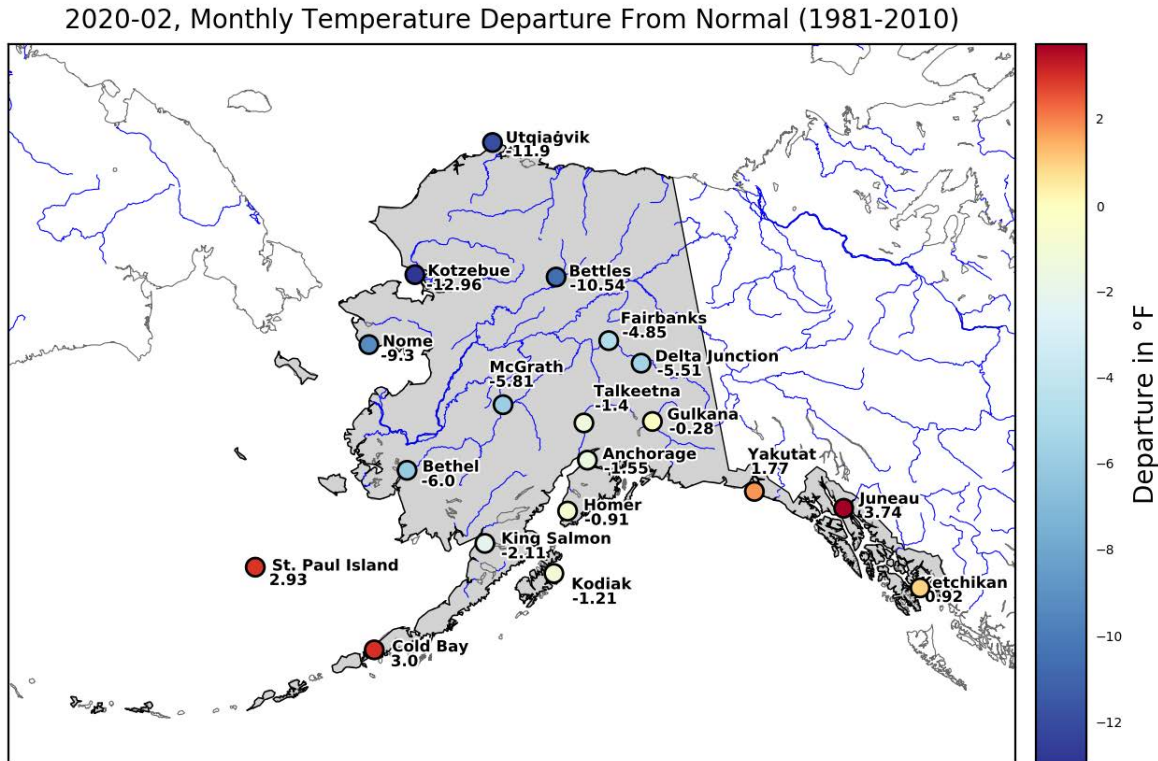 2020-02, Monthly Temperature Departure From Normal (1981-2010)
Utqiaġvik
-11.9
Kotzebue
-12.96
Bettles
-10.54
Fairbanks
-4.85
Nome
-9.3
Delta Junction
-5.51
McGrath
-5.81
Talkeetna
-1.4
Gulkana
-0.28
Anchorage
-1.55
Yakutat
1.77
Bethel
-6.0
Juneau
3.74
Homer
-0.91
King Salmon
-2.11
St. Paul Island
2.93
Kodiak
-1.21
Ketchikan
0.92
Cold Bay
3.0
2
0
−2
−4
−6
−8
−10
−12
Departure in °F